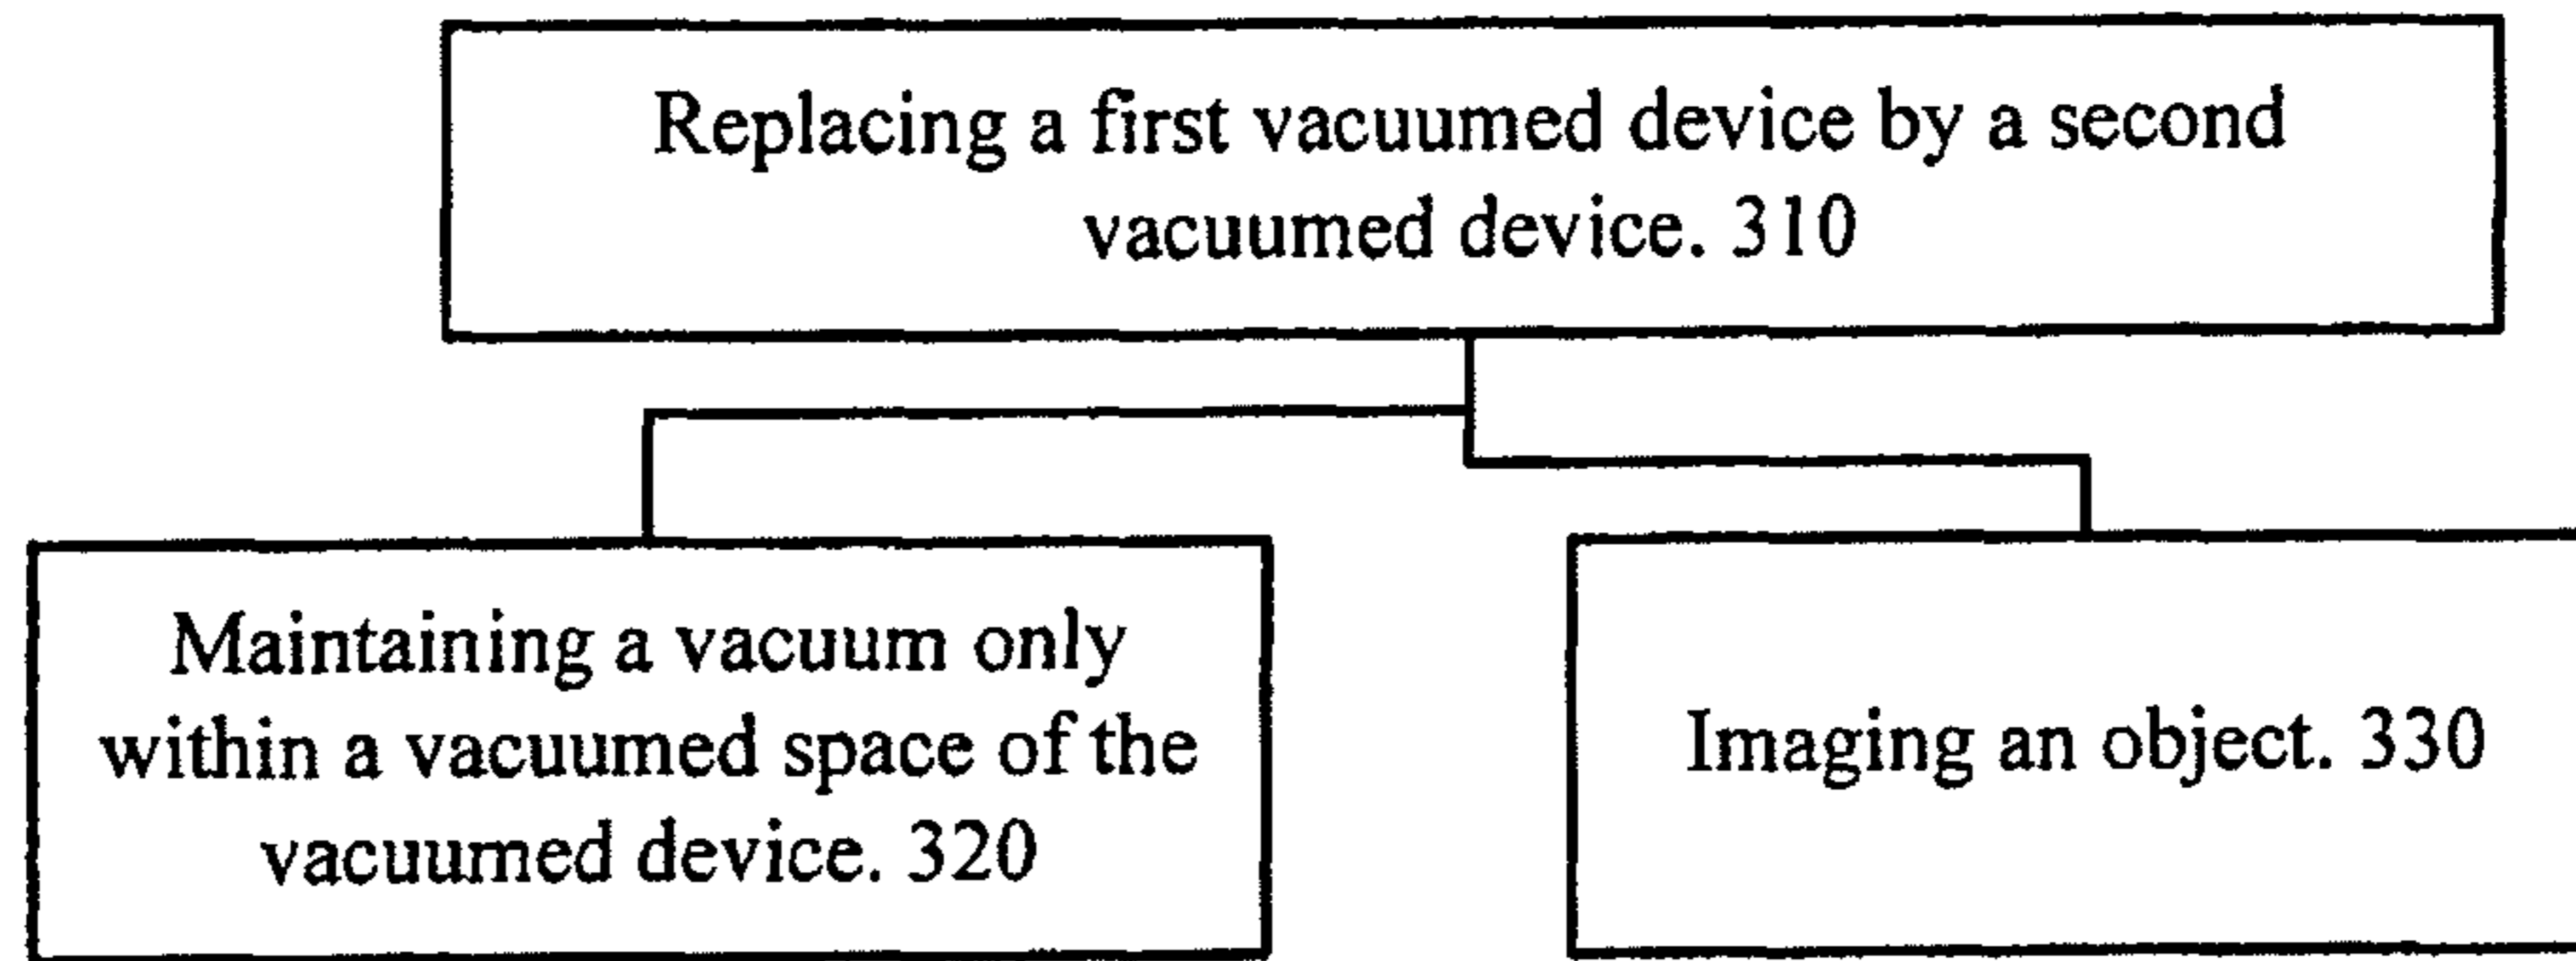 Replacing a first vacuumed device by a second
vacuumed device. 310
Maintaining a vacuum only
within a vacuumed space of the
vacuumed device. 320
Imaging an object. 330